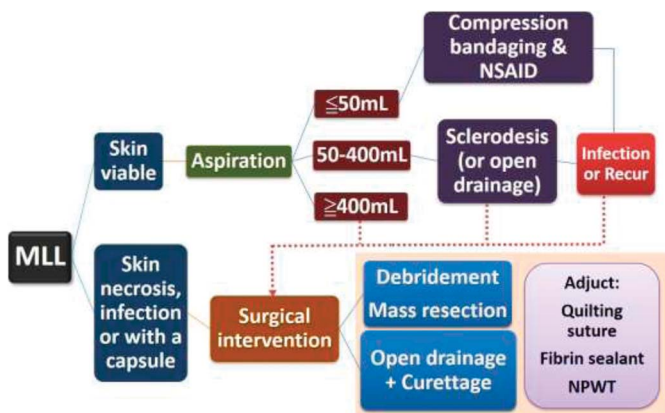 MLL
Skin
viable
Aspiration
≦50mL
50-400mL
≧400mL
Compression
bandaging &
NSAID
Sclerodesis
(or open
drainage)
Infection
or Recur
Skin
necrosis,
infection
or with a
capsule
Surgical
intervention
Debridement
Mass resection
Open drainage
+ Curettage
Adjuct:
Quilting
suture
Fibrin sealant
NPWT